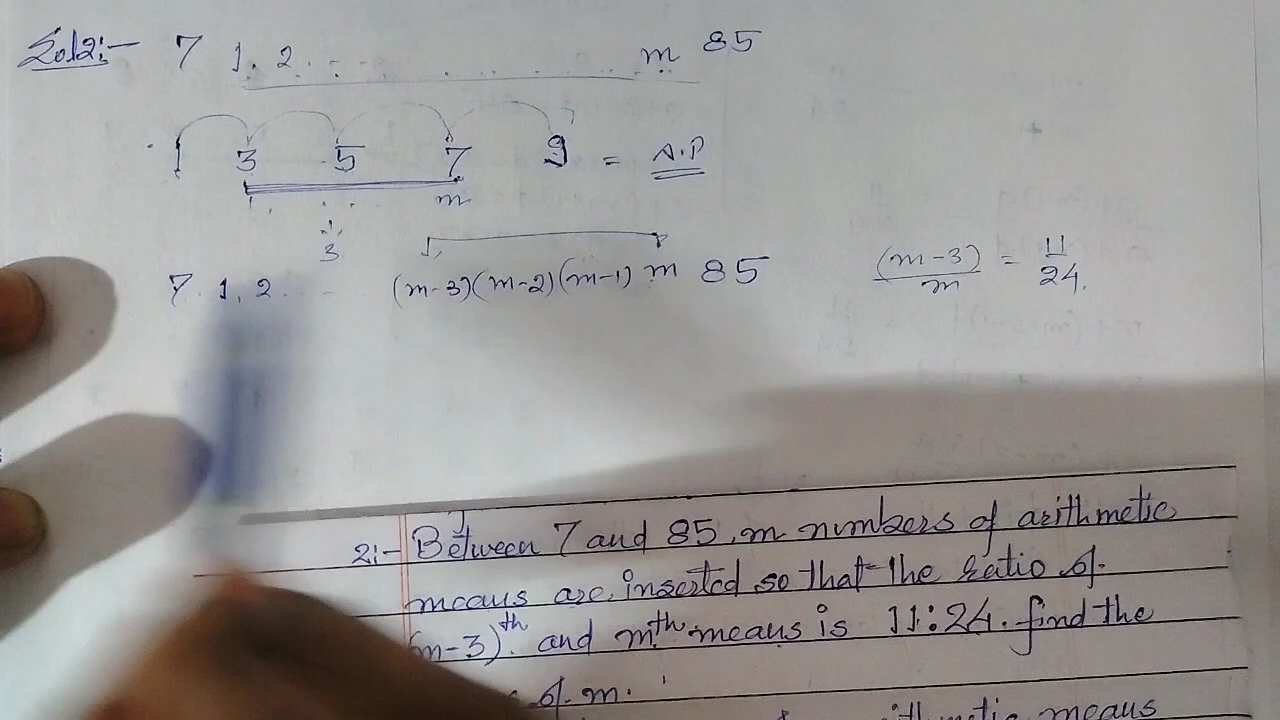 Sol2:- 7 1. 2 . . . . . . . . . m 85
1 3 5 7 9 = A.P
m
3
7 1, 2 . . . (m-3)(m-2)(m-1) m 85 (m-3)/m = 11/24.
2:- Between 7 and 85, m numbers of arithmetic
means are inserted so that the ratio of
(m-3)th and mth means is 11:24. find the
of m.
means